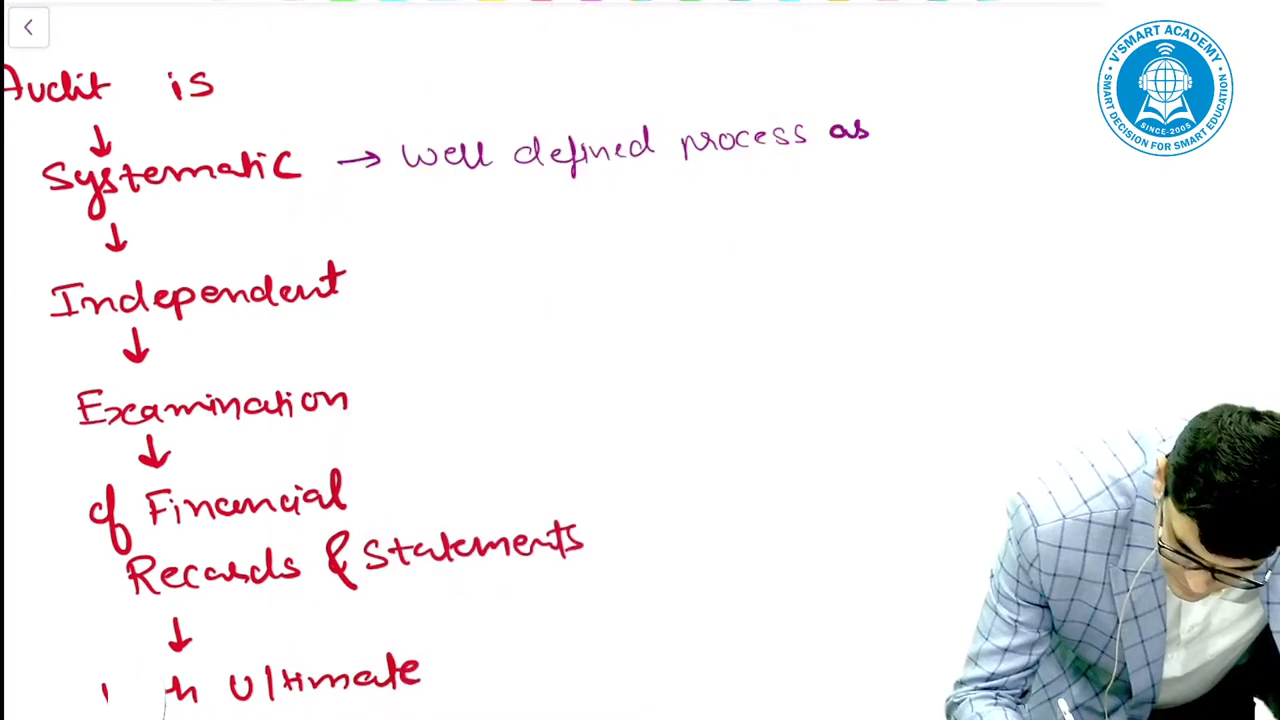 Audit is
Systematic → Well defined process as
Independent
Examination
of Financial
Records & Statements
Ultimate
V'SMART ACADEMY
SINCE-2005
SMART DECISION FOR SMART EDUCATION